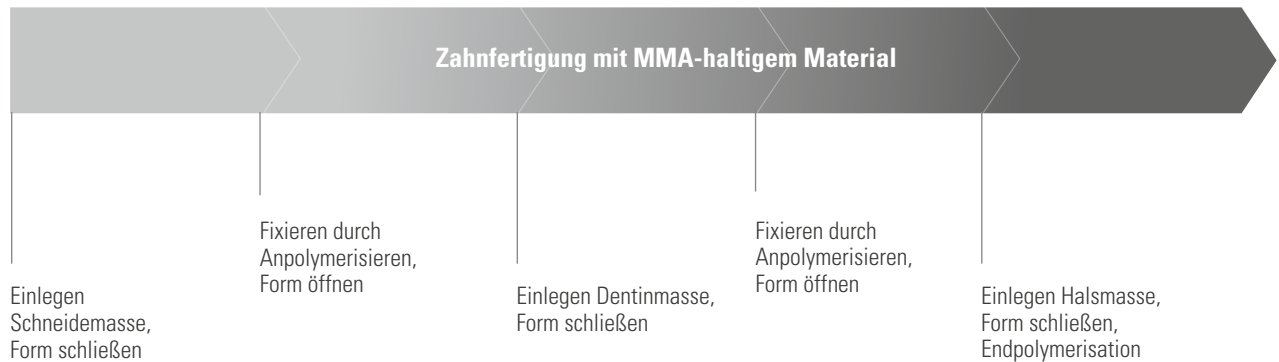 Zahnfertigung mit MMA-haltigem Material
Einlegen
Schneidemasse,
Form schließen
Fixieren durch
Anpolymerisieren,
Form öffnen
Einlegen Dentinmasse,
Form schließen
Fixieren durch
Anpolymerisieren,
Form öffnen
Einlegen Halsmasse,
Form schließen,
Endpolymerisation